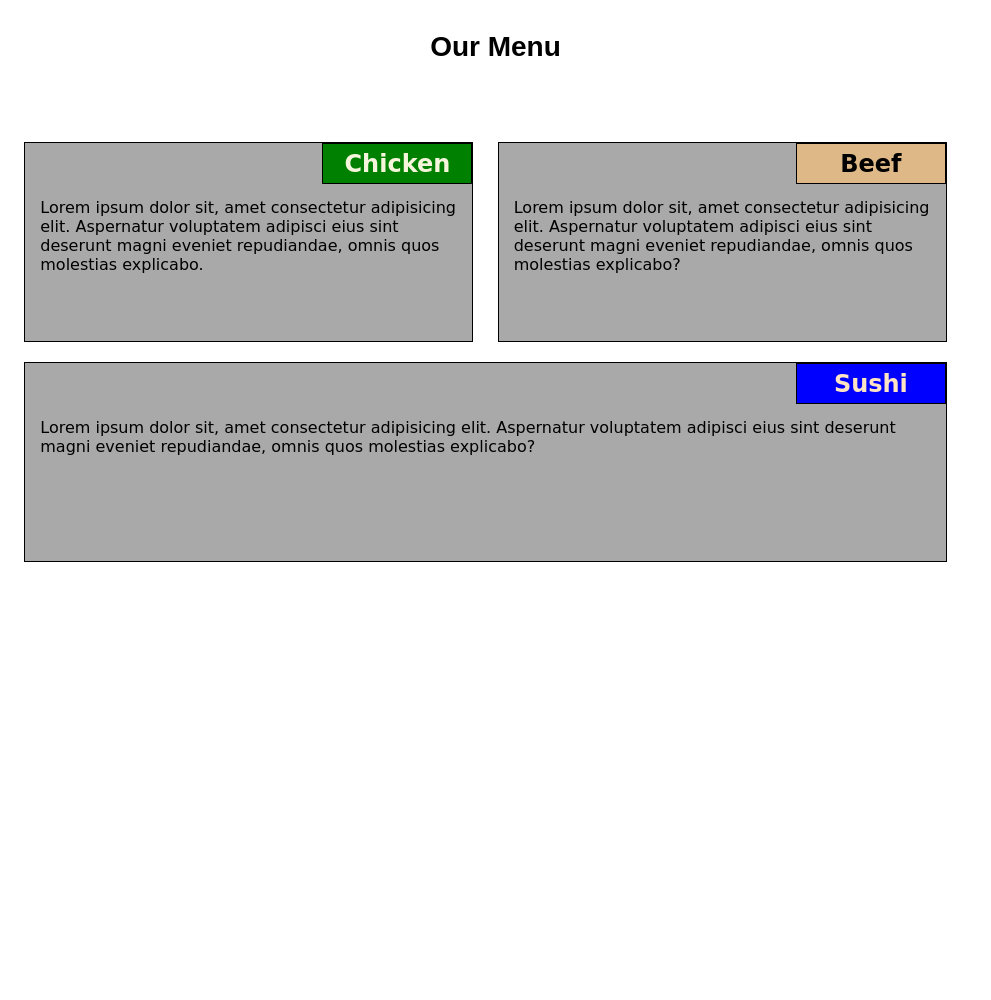 Our Menu
Chicken
Lorem ipsum dolor sit, amet consectetur adipisicing
elit. Aspernatur voluptatem adipisci eius sint
deserunt magni eveniet repudiandae, omnis quos
molestias explicabo.
Beef
Lorem ipsum dolor sit, amet consectetur adipisicing
elit. Aspernatur voluptatem adipisci eius sint
deserunt magni eveniet repudiandae, omnis quos
molestias explicabo?
Sushi
Lorem ipsum dolor sit, amet consectetur adipisicing elit. Aspernatur voluptatem adipisci eius sint deserunt
magni eveniet repudiandae, omnis quos molestias explicabo?